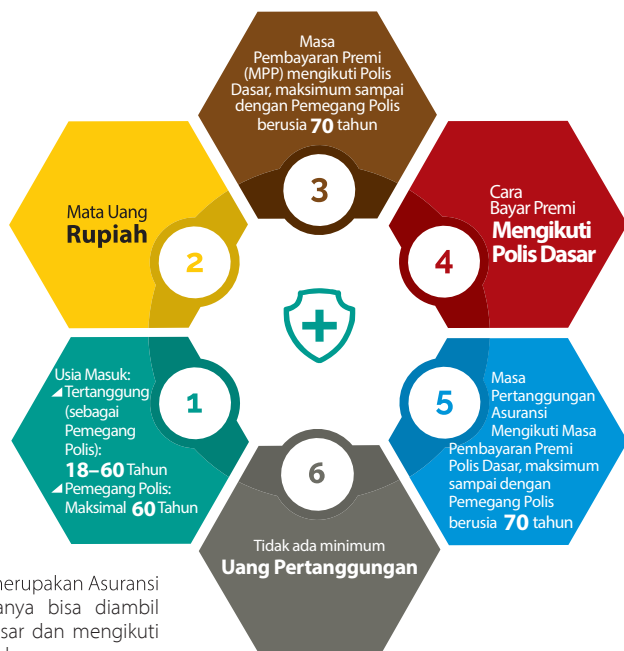 Masa
Pembayaran Premi
(MPP) mengikuti Polis
Dasar, maksimum sampai
dengan Pemegang Polis
berusia 70 tahun
3
Mata Uang
Rupiah
2
Cara
Bayar Premi
Mengikuti
Polis Dasar
4
Usia Masuk:
Tertanggung
(sebagai
Pemegang
Polis):
18–60 Tahun
Pemegang Polis:
Maksimal 60 Tahun
1
5
Masa
Pertanggungan
Asuransi
Mengikuti Masa
Pembayaran Premi
Polis Dasar, maksimum
sampai dengan
Pemegang Polis
berusia 70 tahun
6
Tidak ada minimum
Uang Pertanggungan
merupakan Asuransi
bisa diambil
dan mengikuti